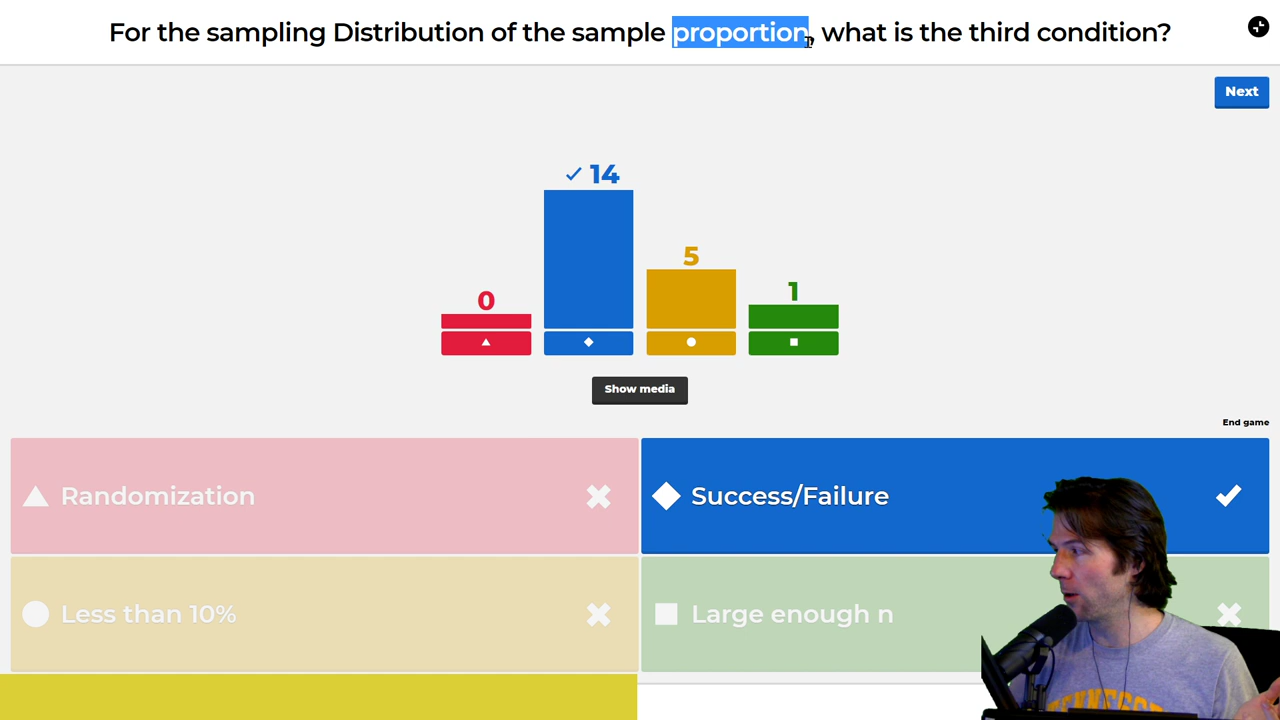 For the sampling Distribution of the sample proportion, what is the third condition?
Next
14
5
1
0
Show media
End game
Randomization
Success/Failure
Less than 10%
Large enough n